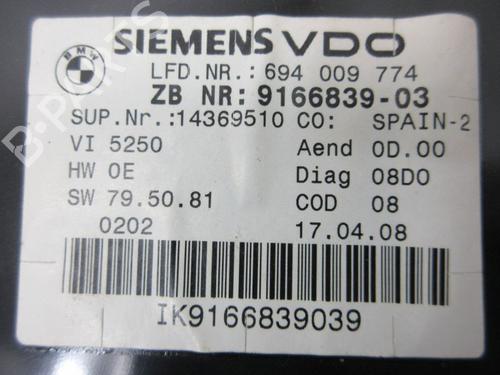 BMW SIEMENS VDO
LFD.NR.: 694 009 774
ZB NR: 9166839-03
SUP.Nr.:14369510 CO: SPAIN-2
VI 5250 Aend 0D.00
HW 0E Diag 08D0
SW 79.50.81 COD 08
0202 17.04.08
IK9166839039
B-PARTS